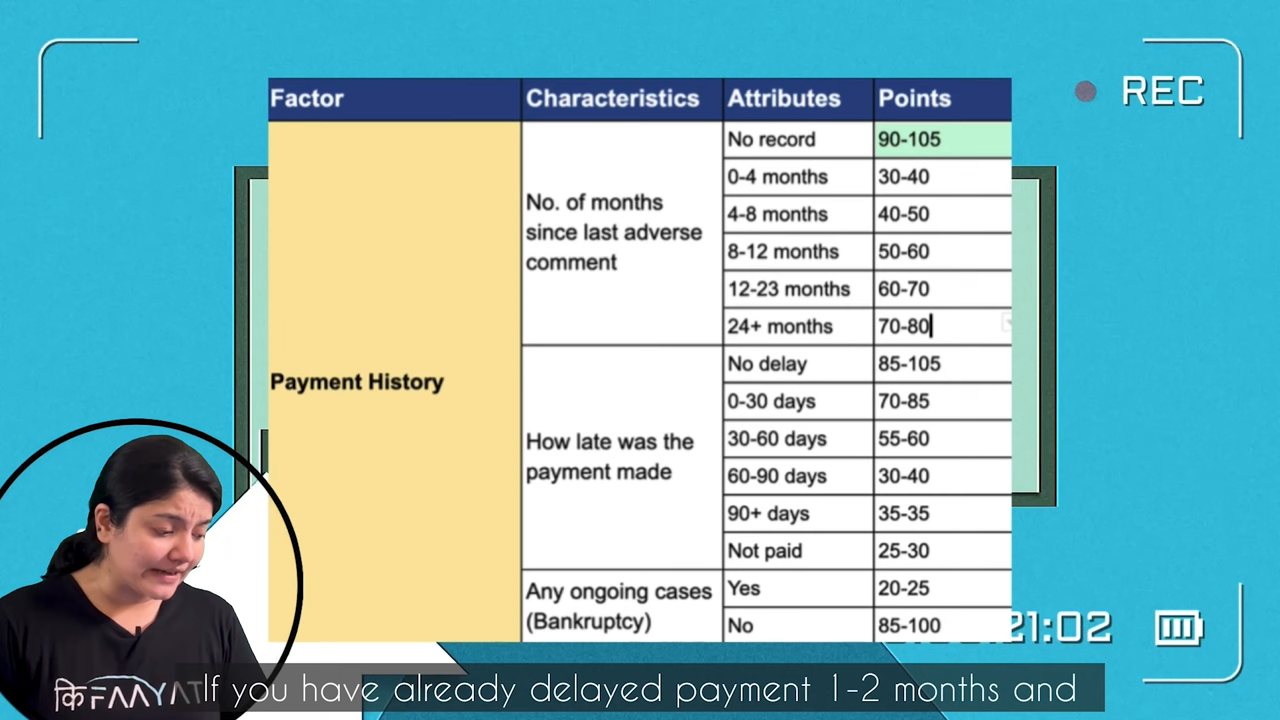 REC
Factor Characteristics Attributes Points
Payment History
No. of months
since last adverse
comment
No record 90-105
0-4 months 30-40
4-8 months 40-50
8-12 months 50-60
12-23 months 60-70
24+ months 70-80
How late was the
payment made
No delay 85-105
0-30 days 70-85
30-60 days 55-60
60-90 days 30-40
90+ days 35-35
Not paid 25-30
Any ongoing cases
(Bankruptcy)
Yes 20-25
No 85-100
21:02
किFAAYAT
If you have already delayed payment 1-2 months and